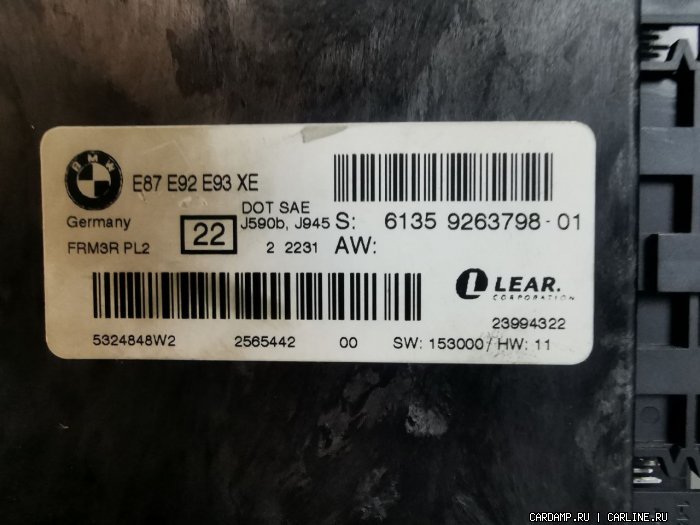 BMW
E87 E92 E93 XE
Germany
22
DOT SAE
J590b, J945
S: 6135 9263798-01
FRM3R PL2
2 2231
AW:
LEAR.
CORPORATION
23994322
5324848W2 2565442 00 SW: 153000/HW: 11
CARDAMP.RU | CARLINE.RU